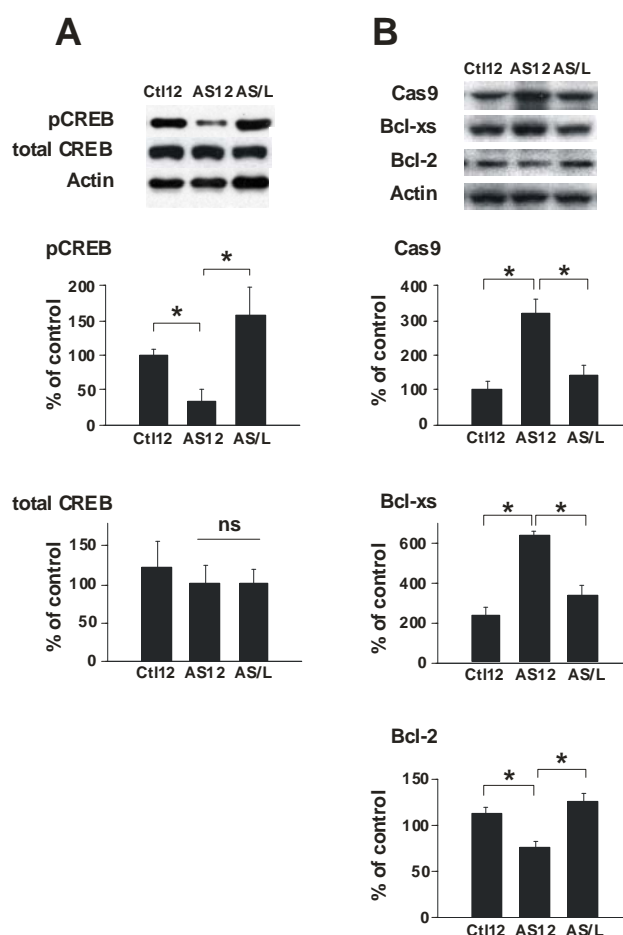 A
Ctl12 AS12 AS/L
pCREB
total CREB
Actin
pCREB
% of control
200
150
100
50
0
*
*
Ctl12 AS12 AS/L
total CREB
% of control
150
100
50
0
ns
Ctl12 AS12 AS/L
B
Ctl12 AS12 AS/L
Cas9
Bcl-xs
Bcl-2
Actin
Cas9
% of control
400
300
200
100
0
* *
Ctl12 AS12 AS/L
Bcl-xs
% of control
600
400
200
0
* *
Ctl12 AS12 AS/L
Bcl-2
% of control
150
100
50
0
*
*
Ctl12 AS12 AS/L